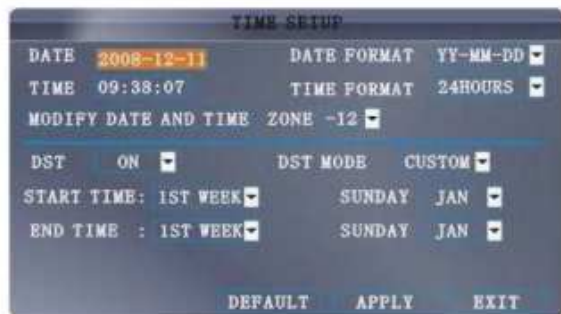 TIME SETUP
DATE 2008-12-11 DATE FORMAT YY-MM-DD
TIME 09:38:07 TIME FORMAT 24HOURS
MODIFY DATE AND TIME ZONE -12
DST ON DST MODE CUSTOM
START TIME: 1ST WEEK SUNDAY JAN
END TIME : 1ST WEEK SUNDAY JAN
DEFAULT APPLY EXIT